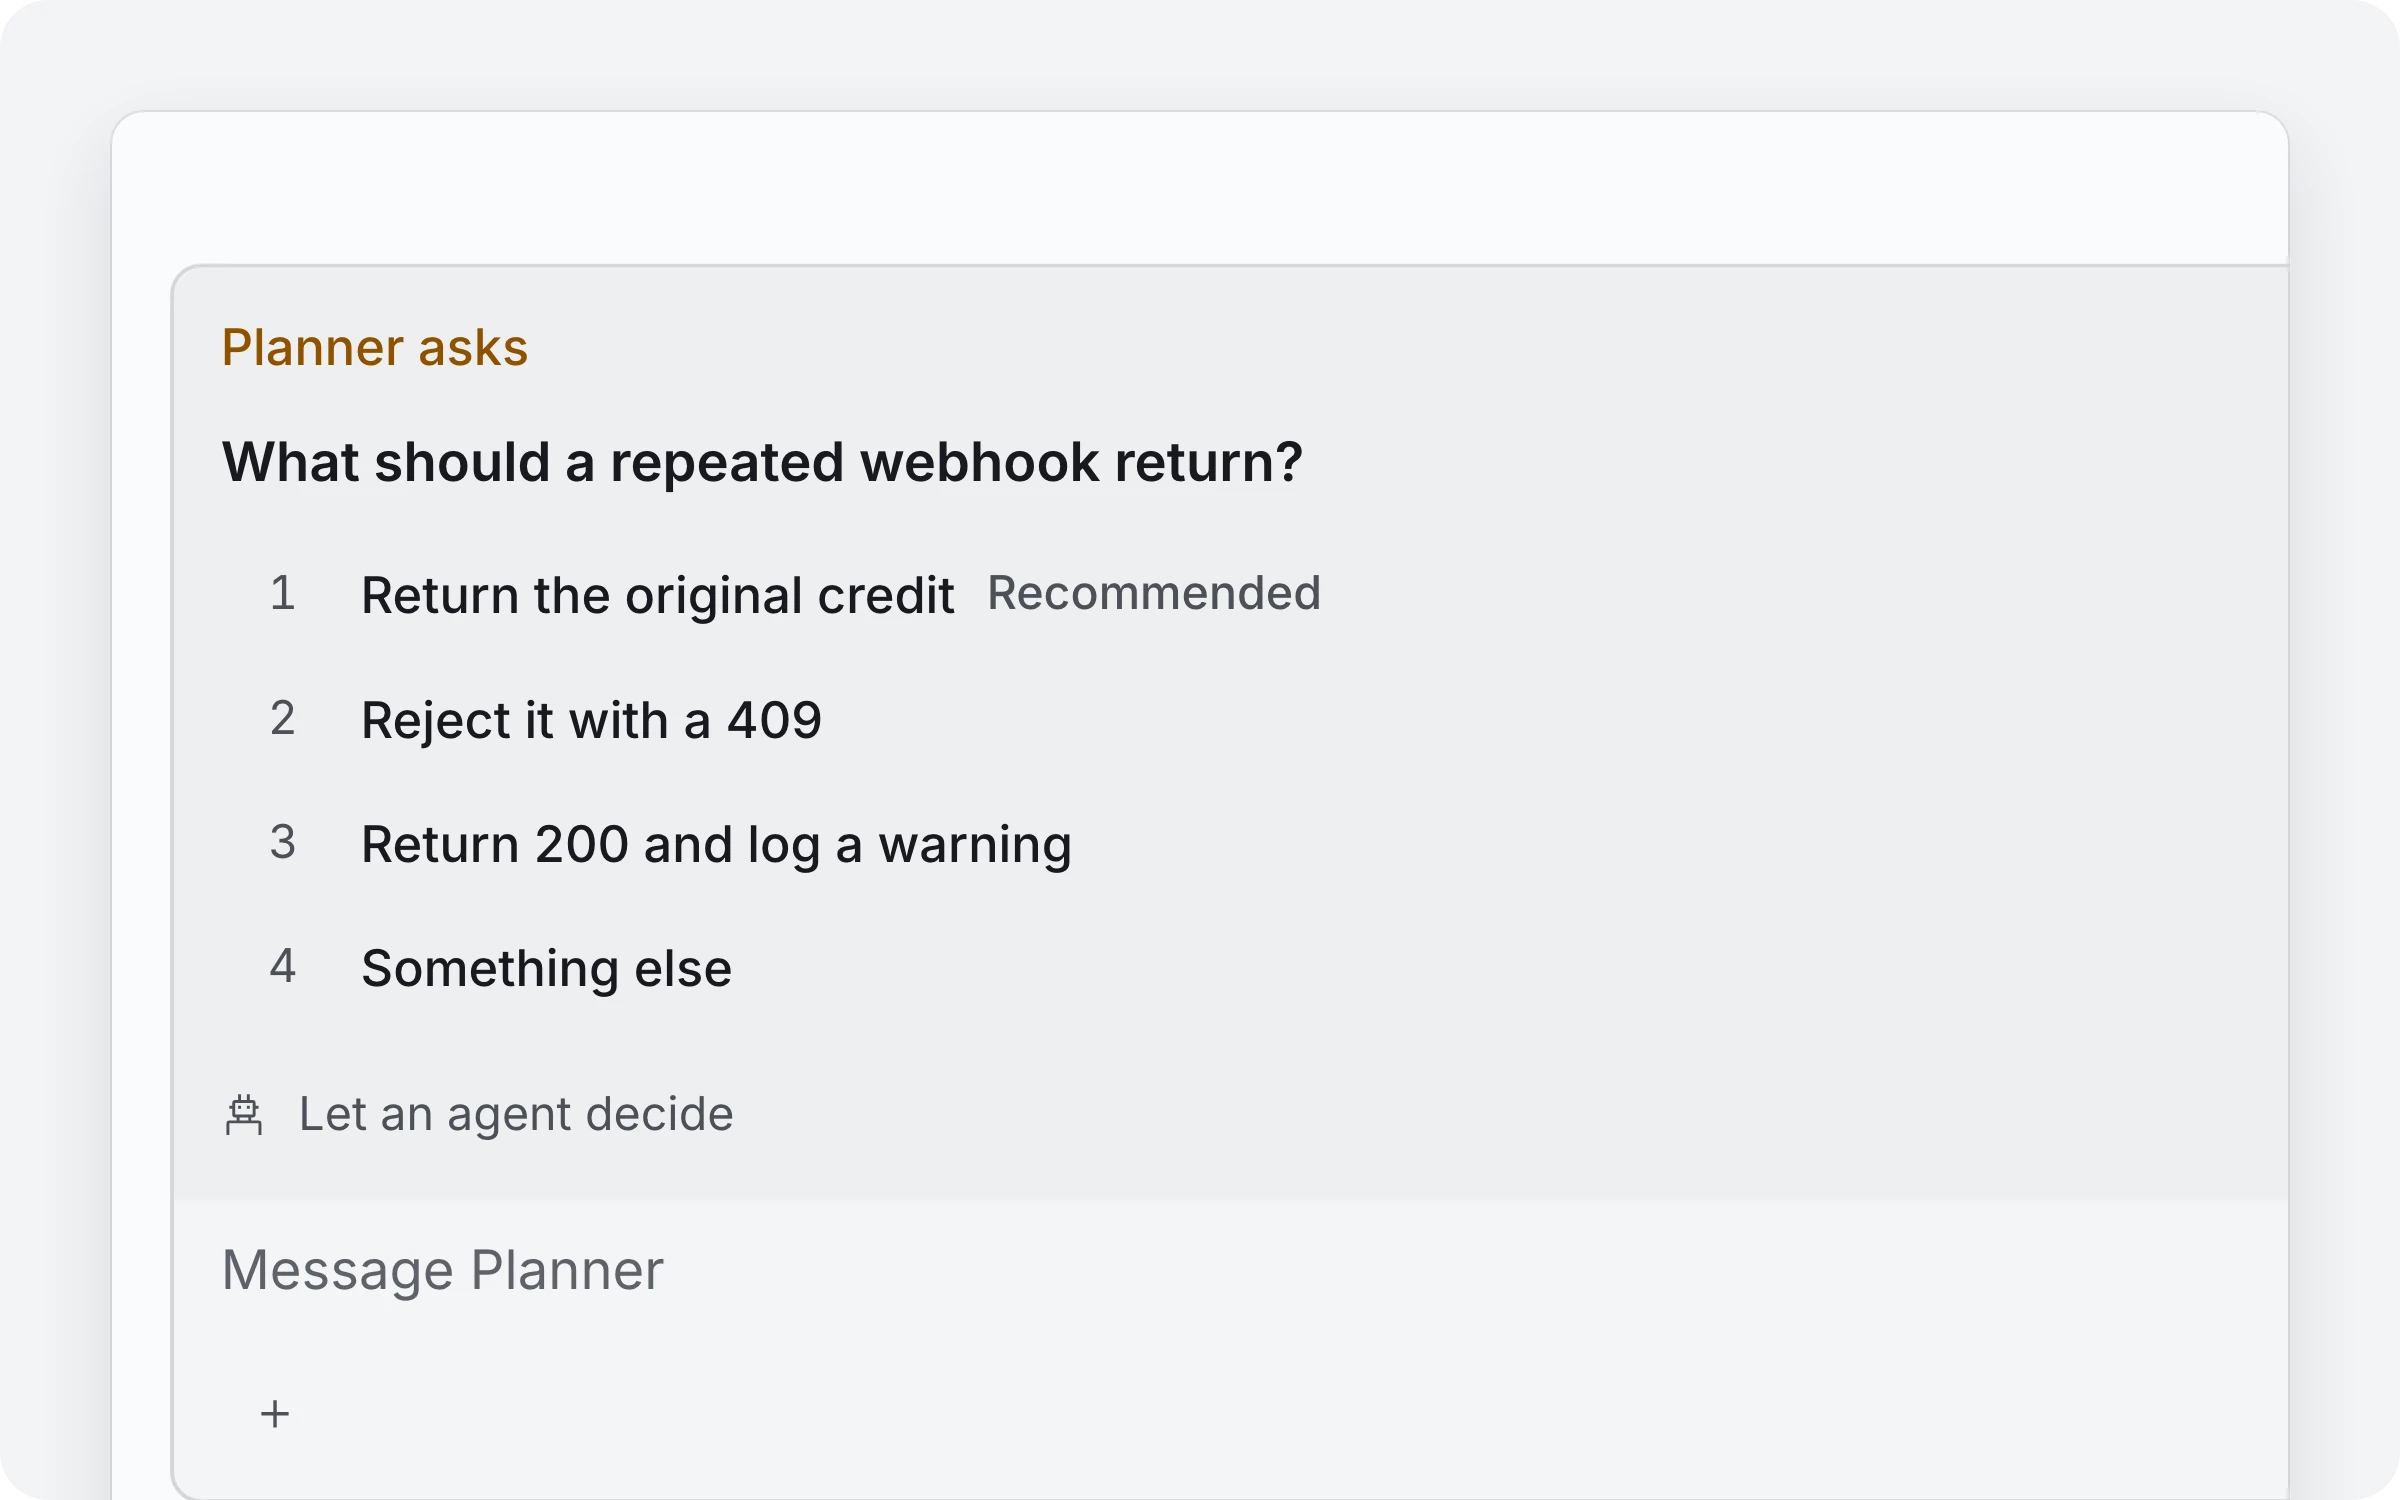 Planner asks
What should a repeated webhook return?
1 Return the original credit Recommended
2 Reject it with a 409
3 Return 200 and log a warning
4 Something else
Let an agent decide
Message Planner
+